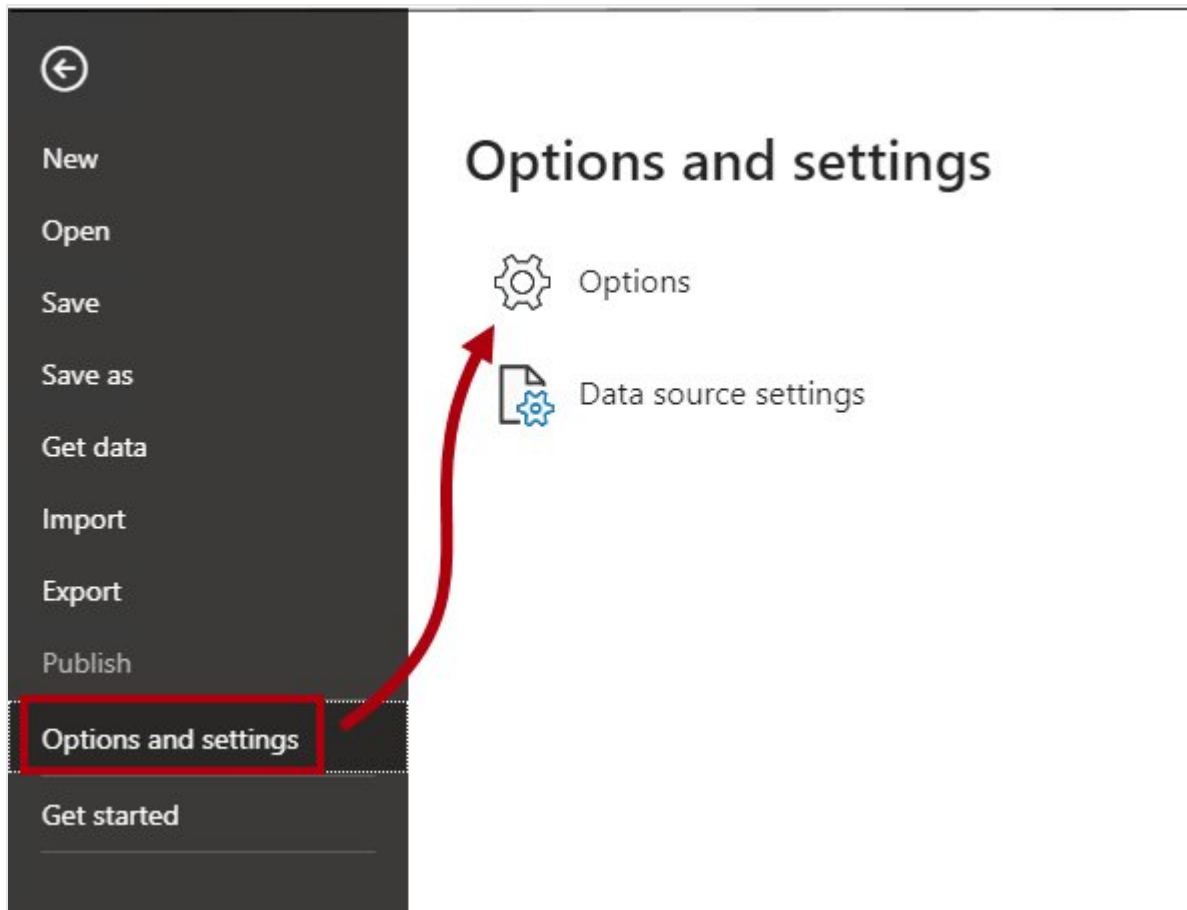 New
Open
Save
Save as
Get data
Import
Export
Publish
Options and settings
Get started
Options and settings
Options
Data source settings